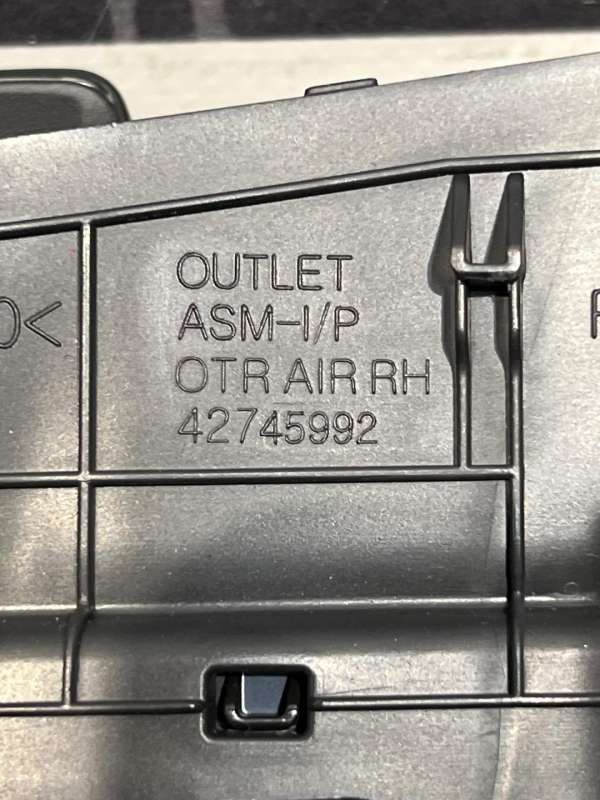 OUTLET
ASM-I/P
OTR AIR RH
42745992